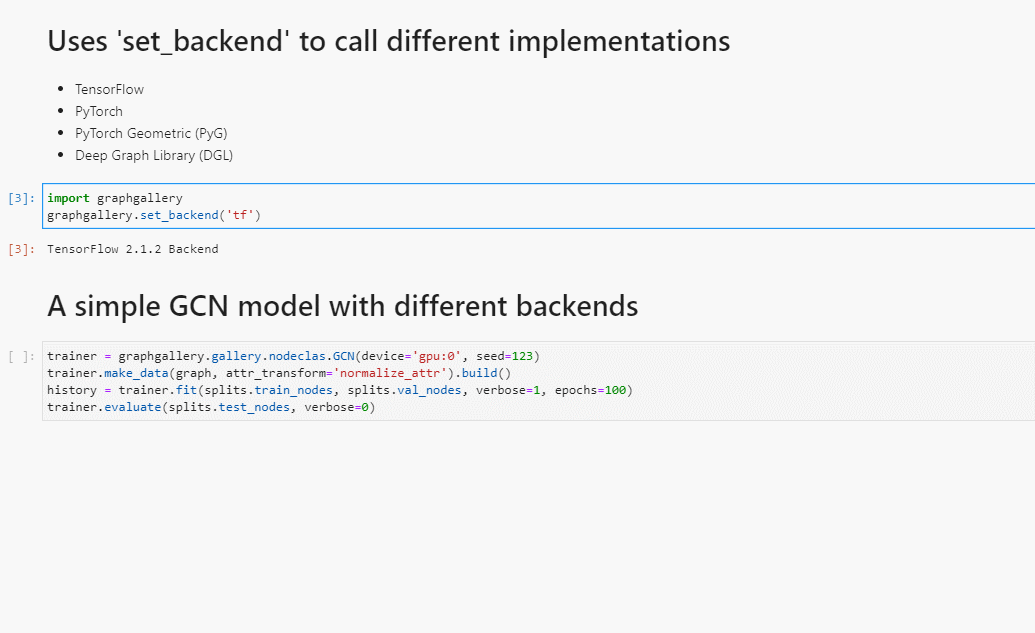 Uses 'set_backend' to call different implementations
• TensorFlow
• PyTorch
• PyTorch Geometric (PyG)
• Deep Graph Library (DGL)
[3]: import graphgallery
graphgallery.set_backend('tf')
[3]: TensorFlow 2.1.2 Backend
A simple GCN model with different backends
[ ]: trainer = graphgallery.gallery.nodeclas.GCN(device='gpu:0', seed=123)
trainer.make_data(graph, attr_transform='normalize_attr').build()
history = trainer.fit(splits.train_nodes, splits.val_nodes, verbose=1, epochs=100)
trainer.evaluate(splits.test_nodes, verbose=0)